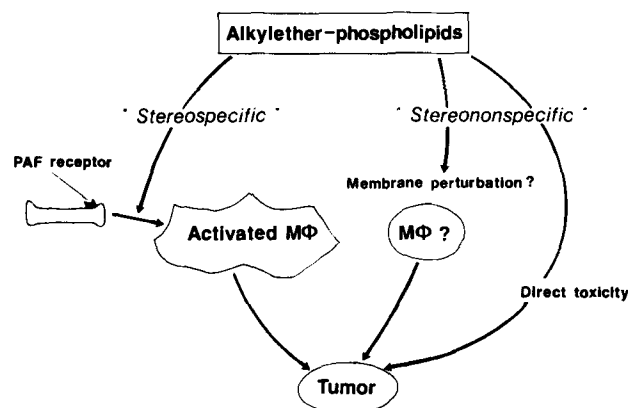 Alkylether-phospholipids
" Stereospecific "
" Stereononspecific "
PAF receptor
Membrane perturbation ?
Activated MΦ
MΦ ?
Direct toxicity
Tumor